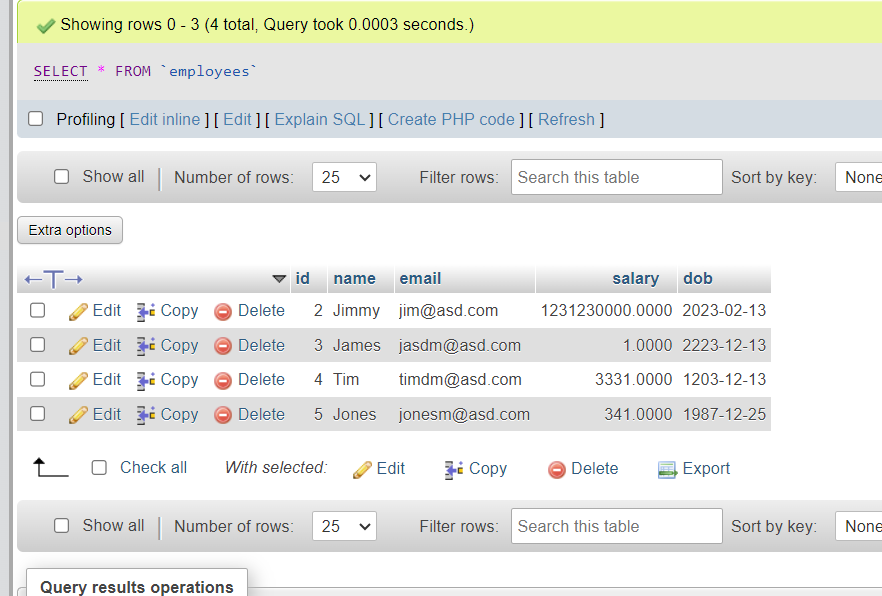 Showing rows 0 - 3 (4 total, Query took 0.0003 seconds.)
SELECT * FROM `employees`
Profiling [ Edit inline ] [ Edit ] [ Explain SQL ] [ Create PHP code ] [ Refresh ]
Show all | Number of rows: 25 Filter rows: Search this table Sort by key: None
Extra options
←T→ id name email salary dob
Edit Copy Delete 2 Jimmy jim@asd.com 1231230000.0000 2023-02-13
Edit Copy Delete 3 James jasdm@asd.com 1.0000 2223-12-13
Edit Copy Delete 4 Tim timdm@asd.com 3331.0000 1203-12-13
Edit Copy Delete 5 Jones jonesm@asd.com 341.0000 1987-12-25
Check all With selected: Edit Copy Delete Export
Show all | Number of rows: 25 Filter rows: Search this table Sort by key: None
Query results operations